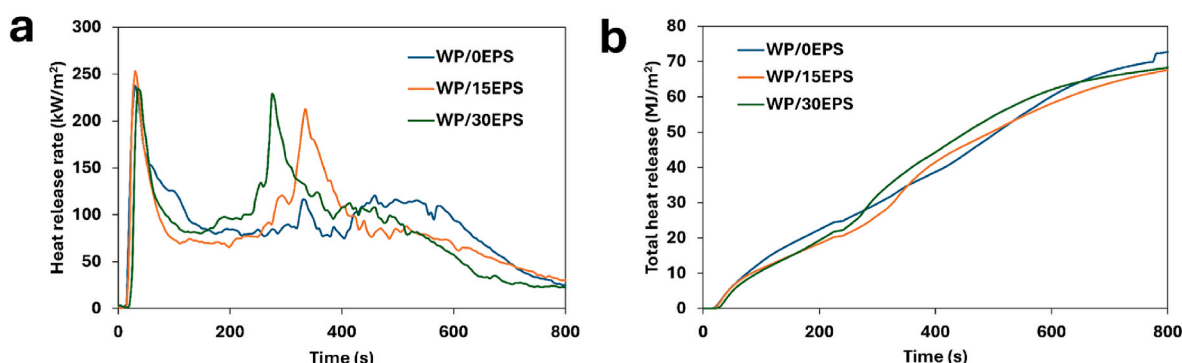 a
300
250
200
150
100
50
0
Heat release rate (kW/m²)
WP/0EPS
WP/15EPS
WP/30EPS
0 200 400 600 800
Time (s)
b
80
70
60
50
40
30
20
10
0
Total heat release (MJ/m²)
WP/0EPS
WP/15EPS
WP/30EPS
0 200 400 600 800
Time (s)